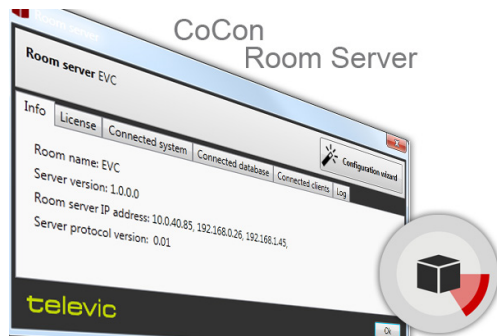 CoCon
Room Server
Room server
Room server EVC
Configuration wizard
Info License Connected system Connected database Connected clients Log
Room name: EVC
Server version: 1.0.0.0
Room server IP address: 10.0.40.85, 192.168.0.26, 192.168.1.45,
Server protocol version: 0.01
televic
Ok